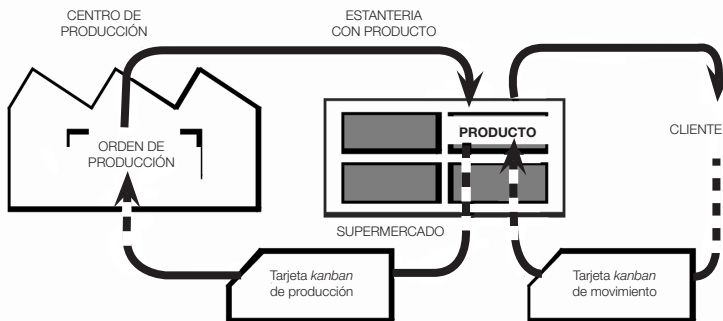 CENTRO DE
PRODUCCIÓN
ESTANTERIA
CON PRODUCTO
ORDEN DE
PRODUCCIÓN
PRODUCTO
CLIENTE
SUPERMERCADO
Tarjeta kanban
de producción
Tarjeta kanban
de movimiento